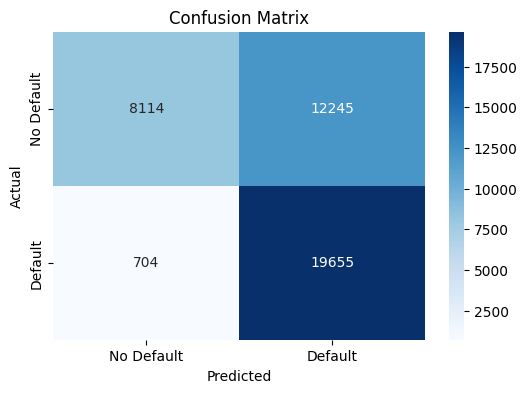 Confusion Matrix
Actual
No Default
8114
12245
Default
704
19655
No Default
Default
Predicted
17500
15000
12500
10000
7500
5000
2500